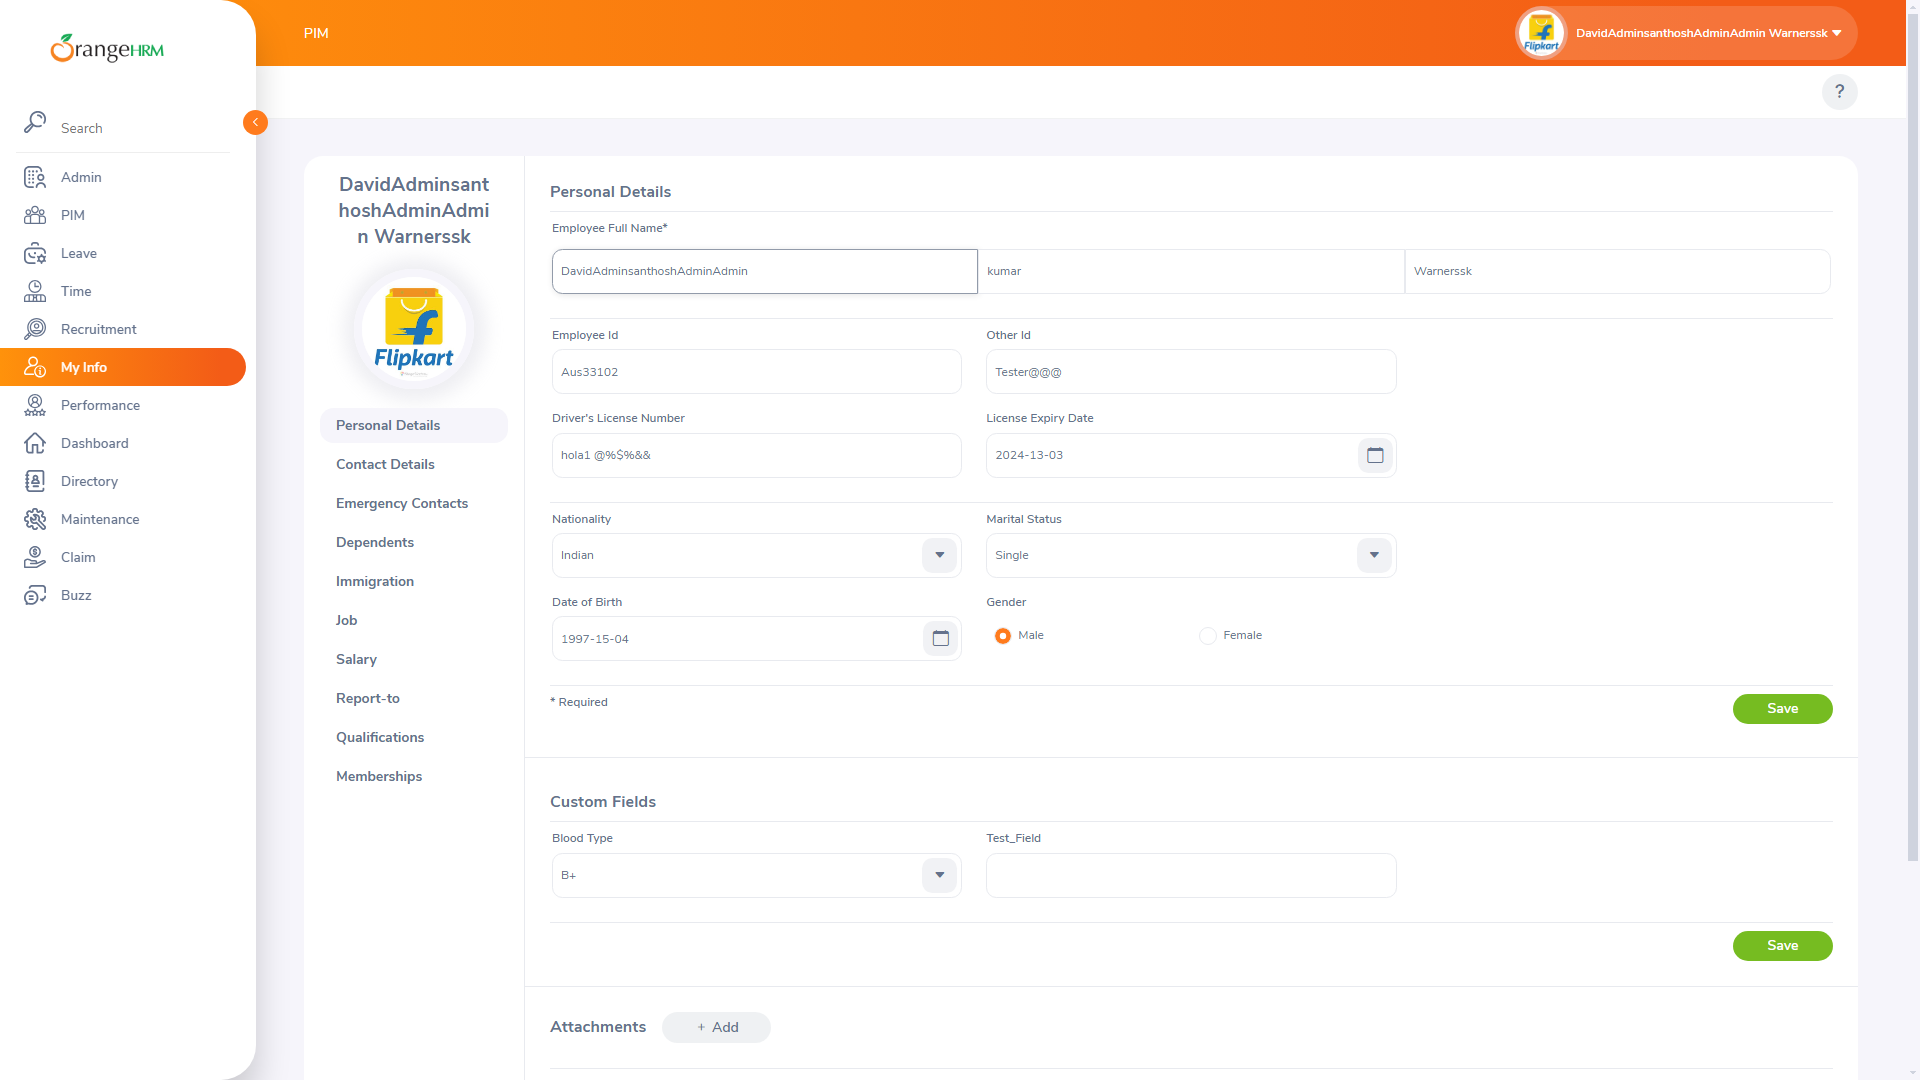 OrangeHRM
PIM
Flipkart
DavidAdminsanthoshAdminAdmin Warnerssk
?
Search
Admin
PIM
Leave
Time
Recruitment
My Info
Performance
Dashboard
Directory
Maintenance
Claim
Buzz
DavidAdminsant
hoshAdminAdmi
n Warnerssk
Flipkart
Personal Details
Contact Details
Emergency Contacts
Dependents
Immigration
Job
Salary
Report-to
Qualifications
Memberships
Personal Details
Employee Full Name*
DavidAdminsanthoshAdminAdmin kumar Warnerssk
Employee Id Other Id
Aus33102 Tester@@@
Driver's License Number License Expiry Date
hola1 @%$%&& 2024-13-03
Nationality Marital Status
Indian Single
Date of Birth Gender
1997-15-04 Male Female
* Required Save
Custom Fields
Blood Type Test_Field
B+
Save
Attachments + Add